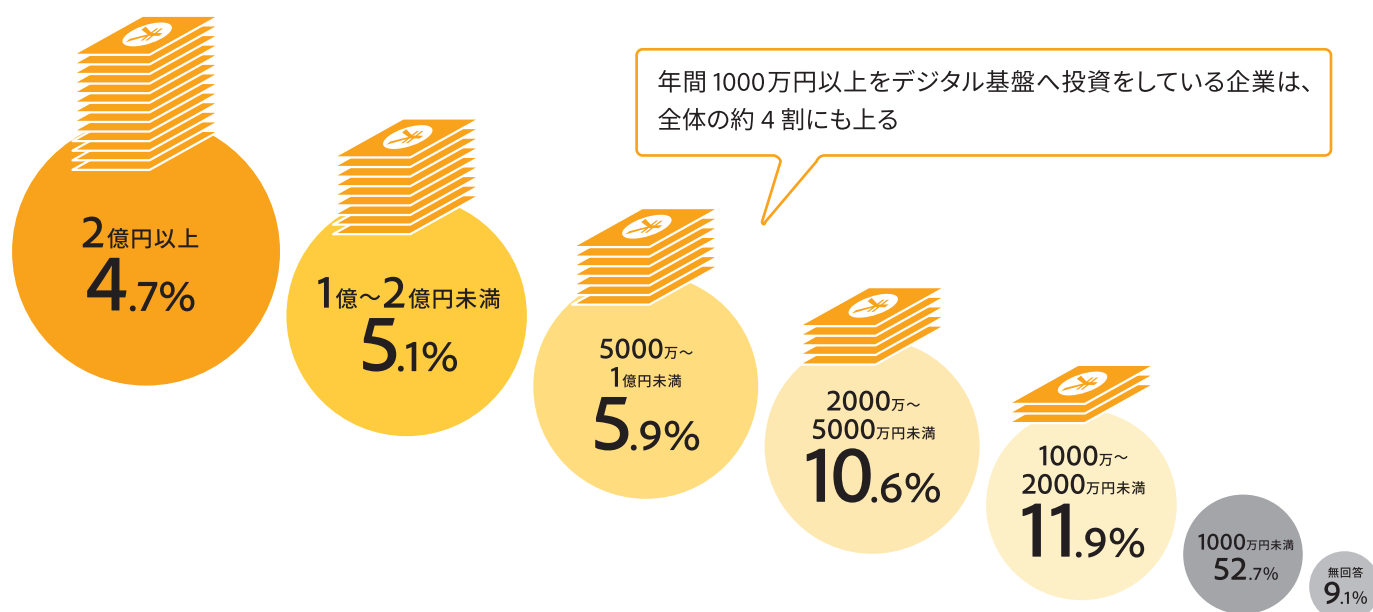 年間1000万円以上をデジタル基盤へ投資をしている企業は、
全体の約4割にも上る
2億円以上
4.7%
1億～2億円未満
5.1%
5000万～
1億円未満
5.9%
2000万～
5000万円未満
10.6%
1000万～
2000万円未満
11.9%
1000万円未満
52.7%
無回答
9.1%